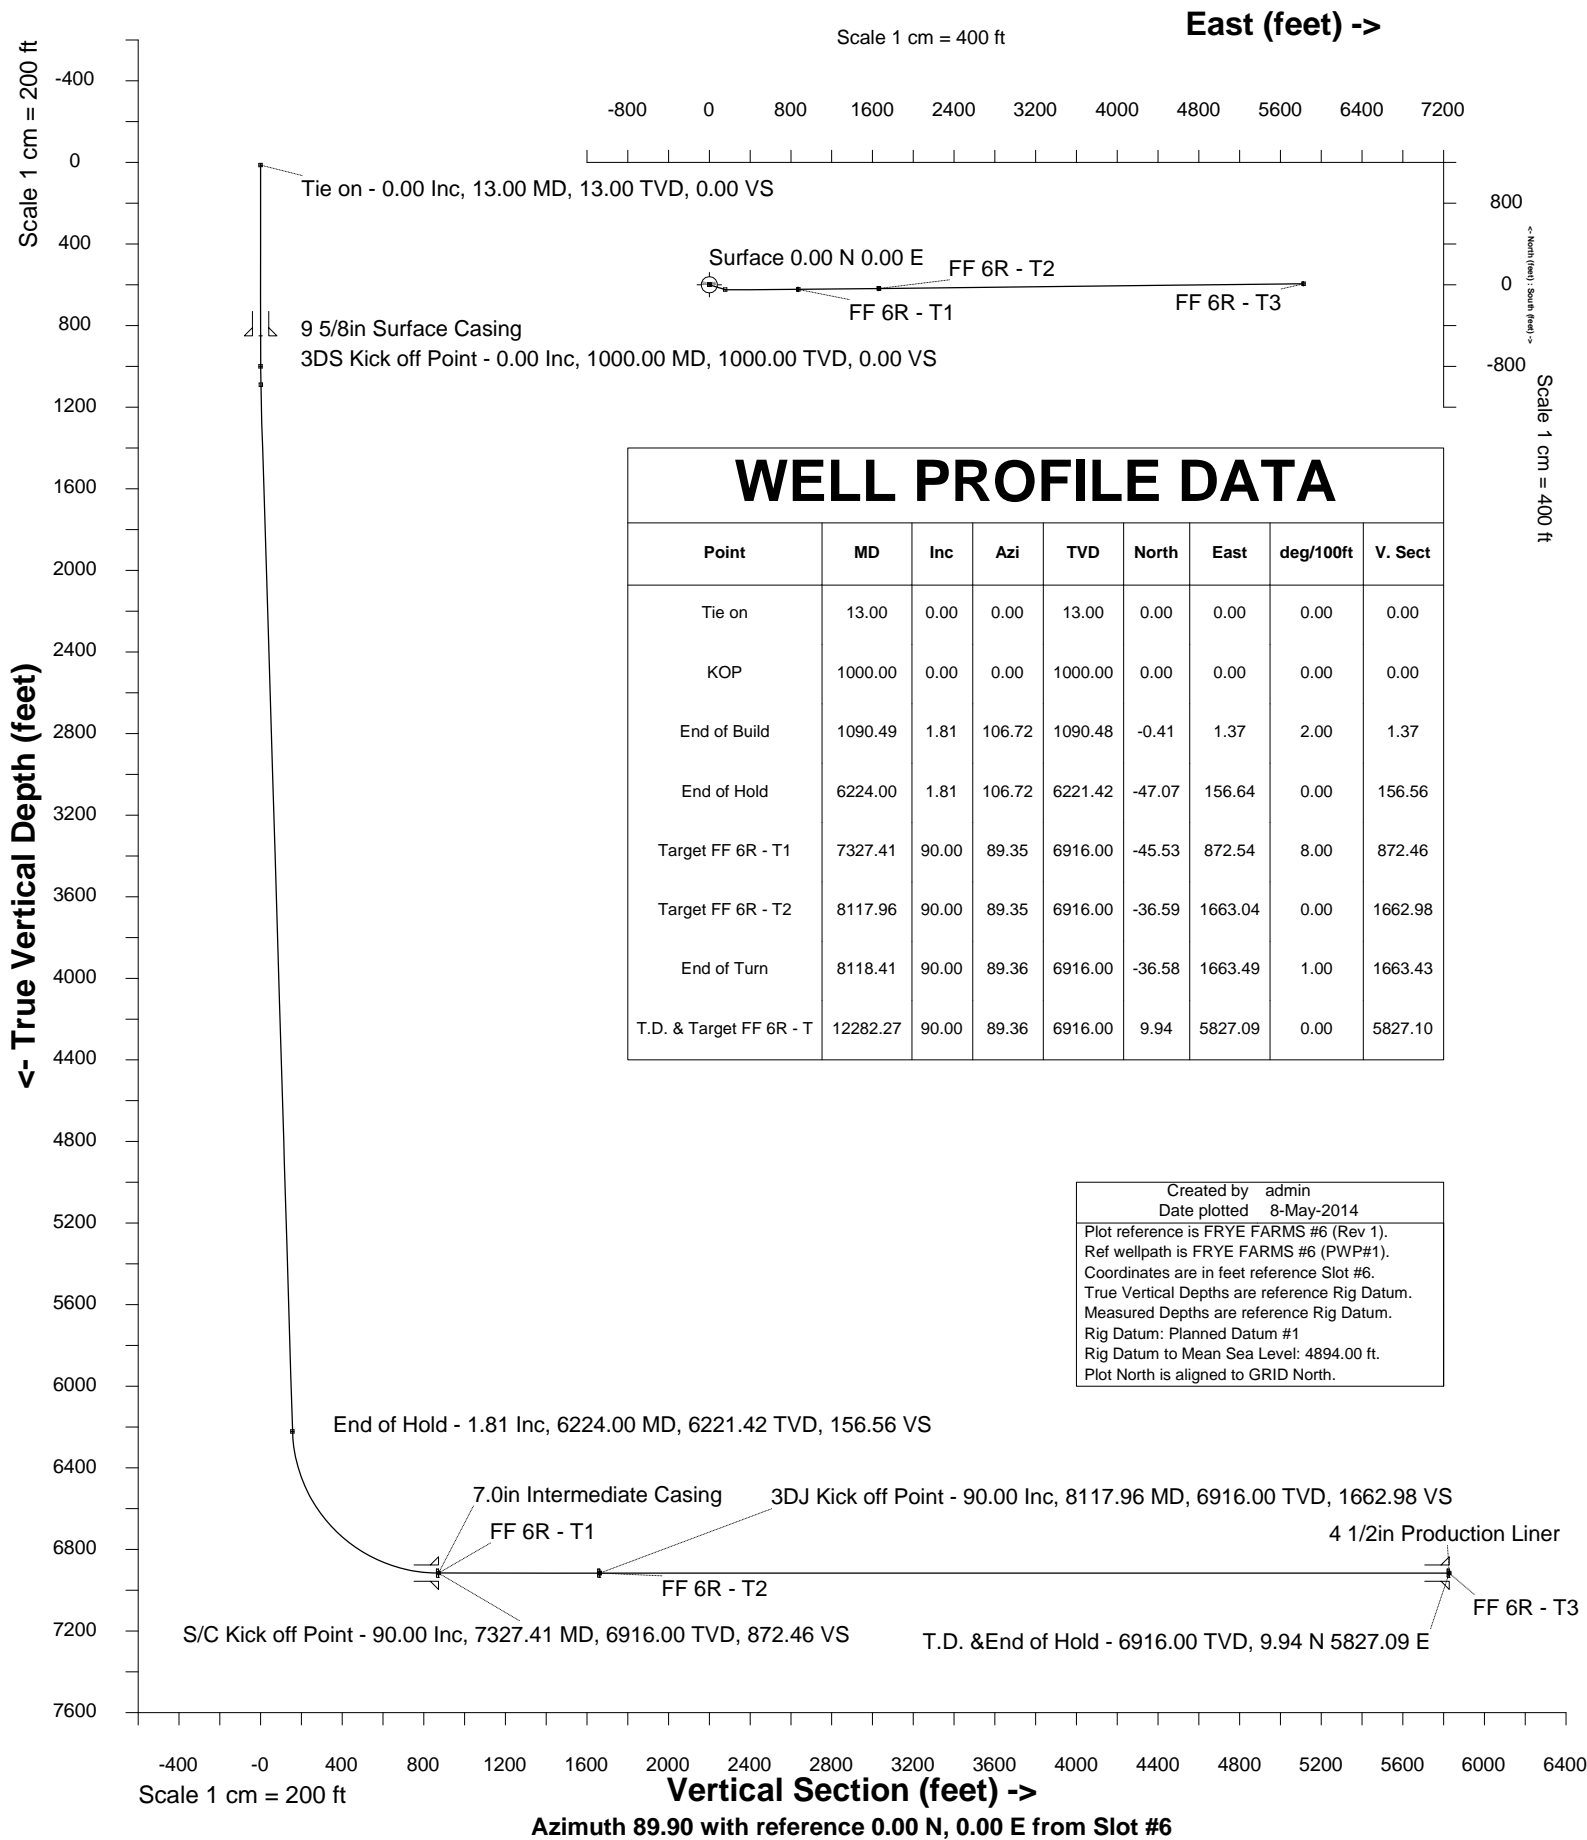 East (feet) ->
Scale 1 cm = 400 ft
Scale 1 cm = 200 ft
-800 0 800 1600 2400 3200 4000 4800 5600 6400 7200
-400
0
400
800
1200
1600
2000
2400
2800
3200
3600
4000
4400
4800
5200
5600
6000
6400
6800
7200
7600
<- True Vertical Depth (feet)
Tie on - 0.00 Inc, 13.00 MD, 13.00 TVD, 0.00 VS
800
0
-800
<- North (feet) : South (feet) ->
Scale 1 cm = 400 ft
Surface 0.00 N 0.00 E
FF 6R - T2
FF 6R - T1
FF 6R - T3
9 5/8in Surface Casing
3DS Kick off Point - 0.00 Inc, 1000.00 MD, 1000.00 TVD, 0.00 VS
WELL PROFILE DATA
Point MD Inc Azi TVD North East deg/100ft V. Sect
Tie on 13.00 0.00 0.00 13.00 0.00 0.00 0.00 0.00
KOP 1000.00 0.00 0.00 1000.00 0.00 0.00 0.00 0.00
End of Build 1090.49 1.81 106.72 1090.48 -0.41 1.37 2.00 1.37
End of Hold 6224.00 1.81 106.72 6221.42 -47.07 156.64 0.00 156.56
Target FF 6R - T1 7327.41 90.00 89.35 6916.00 -45.53 872.54 8.00 872.46
Target FF 6R - T2 8117.96 90.00 89.35 6916.00 -36.59 1663.04 0.00 1662.98
End of Turn 8118.41 90.00 89.36 6916.00 -36.58 1663.49 1.00 1663.43
T.D. & Target FF 6R - T 12282.27 90.00 89.36 6916.00 9.94 5827.09 0.00 5827.10
Created by admin
Date plotted 8-May-2014
Plot reference is FRYE FARMS #6 (Rev 1).
Ref wellpath is FRYE FARMS #6 (PWP#1).
Coordinates are in feet reference Slot #6.
True Vertical Depths are reference Rig Datum.
Measured Depths are reference Rig Datum.
Rig Datum: Planned Datum #1
Rig Datum to Mean Sea Level: 4894.00 ft.
Plot North is aligned to GRID North.
End of Hold - 1.81 Inc, 6224.00 MD, 6221.42 TVD, 156.56 VS
7.0in Intermediate Casing
3DJ Kick off Point - 90.00 Inc, 8117.96 MD, 6916.00 TVD, 1662.98 VS
FF 6R - T1
4 1/2in Production Liner
FF 6R - T2
FF 6R - T3
S/C Kick off Point - 90.00 Inc, 7327.41 MD, 6916.00 TVD, 872.46 VS
T.D. &End of Hold - 6916.00 TVD, 9.94 N 5827.09 E
-400 -0 400 800 1200 1600 2000 2400 2800 3200 3600 4000 4400 4800 5200 5600 6000 6400
Scale 1 cm = 200 ft
Vertical Section (feet) ->
Azimuth 89.90 with reference 0.00 N, 0.00 E from Slot #6